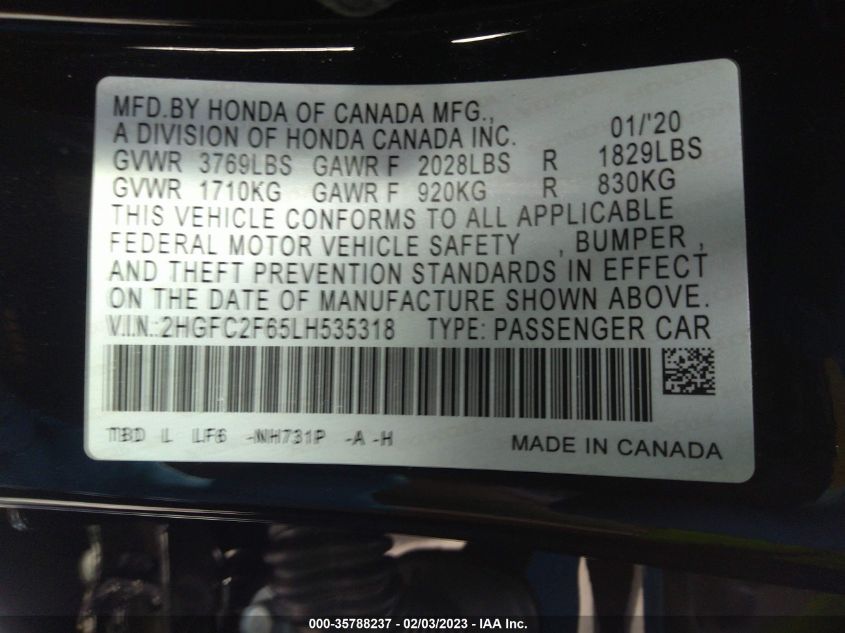 MFD.BY HONDA OF CANADA MFG.,
A DIVISION OF HONDA CANADA INC. 01/'20
GVWR 3769LBS GAWR F 2028LBS R 1829LBS
GVWR 1710KG GAWR F 920KG R 830KG
THIS VEHICLE CONFORMS TO ALL APPLICABLE
FEDERAL MOTOR VEHICLE SAFETY , BUMPER ,
AND THEFT PREVENTION STANDARDS IN EFFECT
ON THE DATE OF MANUFACTURE SHOWN ABOVE.
V.I.N.:2HGFC2F65LH535318 TYPE: PASSENGER CAR
TBD L LF6 -NH731P -A -H
MADE IN CANADA
000-35788237 - 02/03/2023 - IAA Inc.